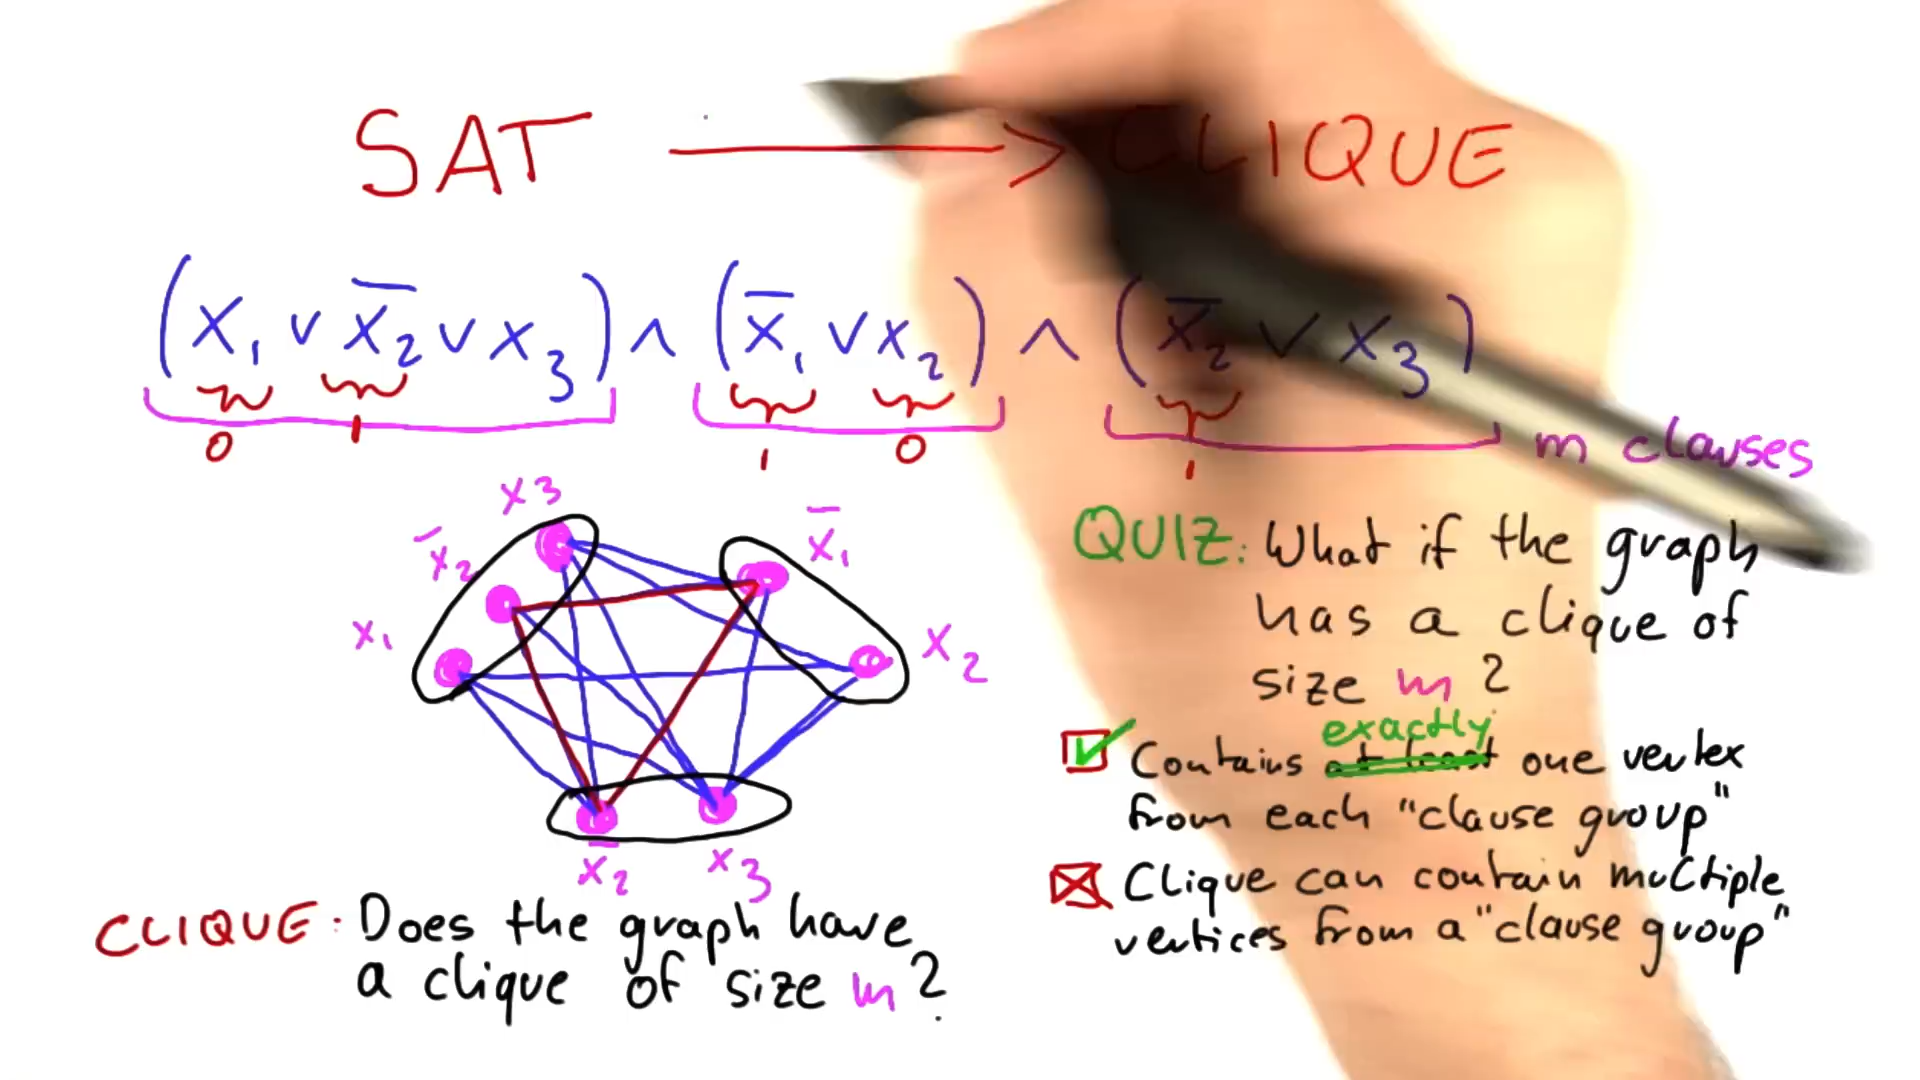 SAT → CLIQUE
(x₁ ∨ x̅₂ ∨ x₃) ∧ (x̅₁ ∨ x₂) ∧ (x̅₂ ∨ x₃)
0 1 1 0 1
m clauses
x3
x̅₂
x̅₁
x₁
x₂
x̅₂ x₃
CLIQUE: Does the graph have
a clique of size m?
QUIZ: What if the graph
has a clique of
size m?
exactly
Contains at least one vertex
from each "clause group"
Clique can contain multiple
vertices from a "clause group"